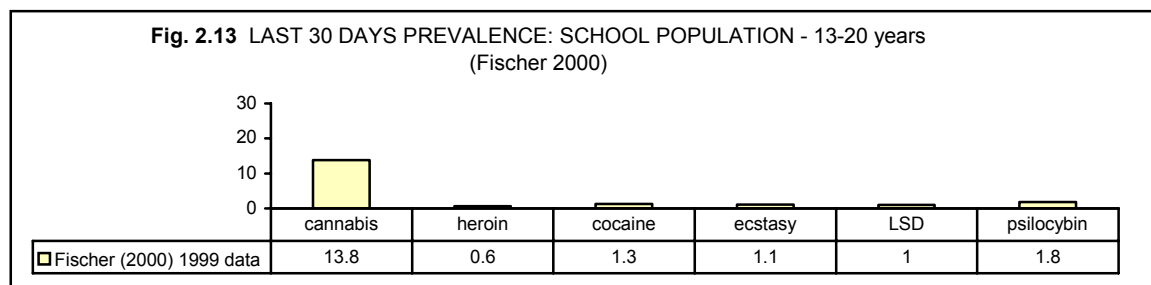 Fig. 2.13 LAST 30 DAYS PREVALENCE: SCHOOL POPULATION - 13-20 years
(Fischer 2000)
30
20
10
0
cannabis heroin cocaine ecstasy LSD psilocybin
Fischer (2000) 1999 data 13.8 0.6 1.3 1.1 1 1.8